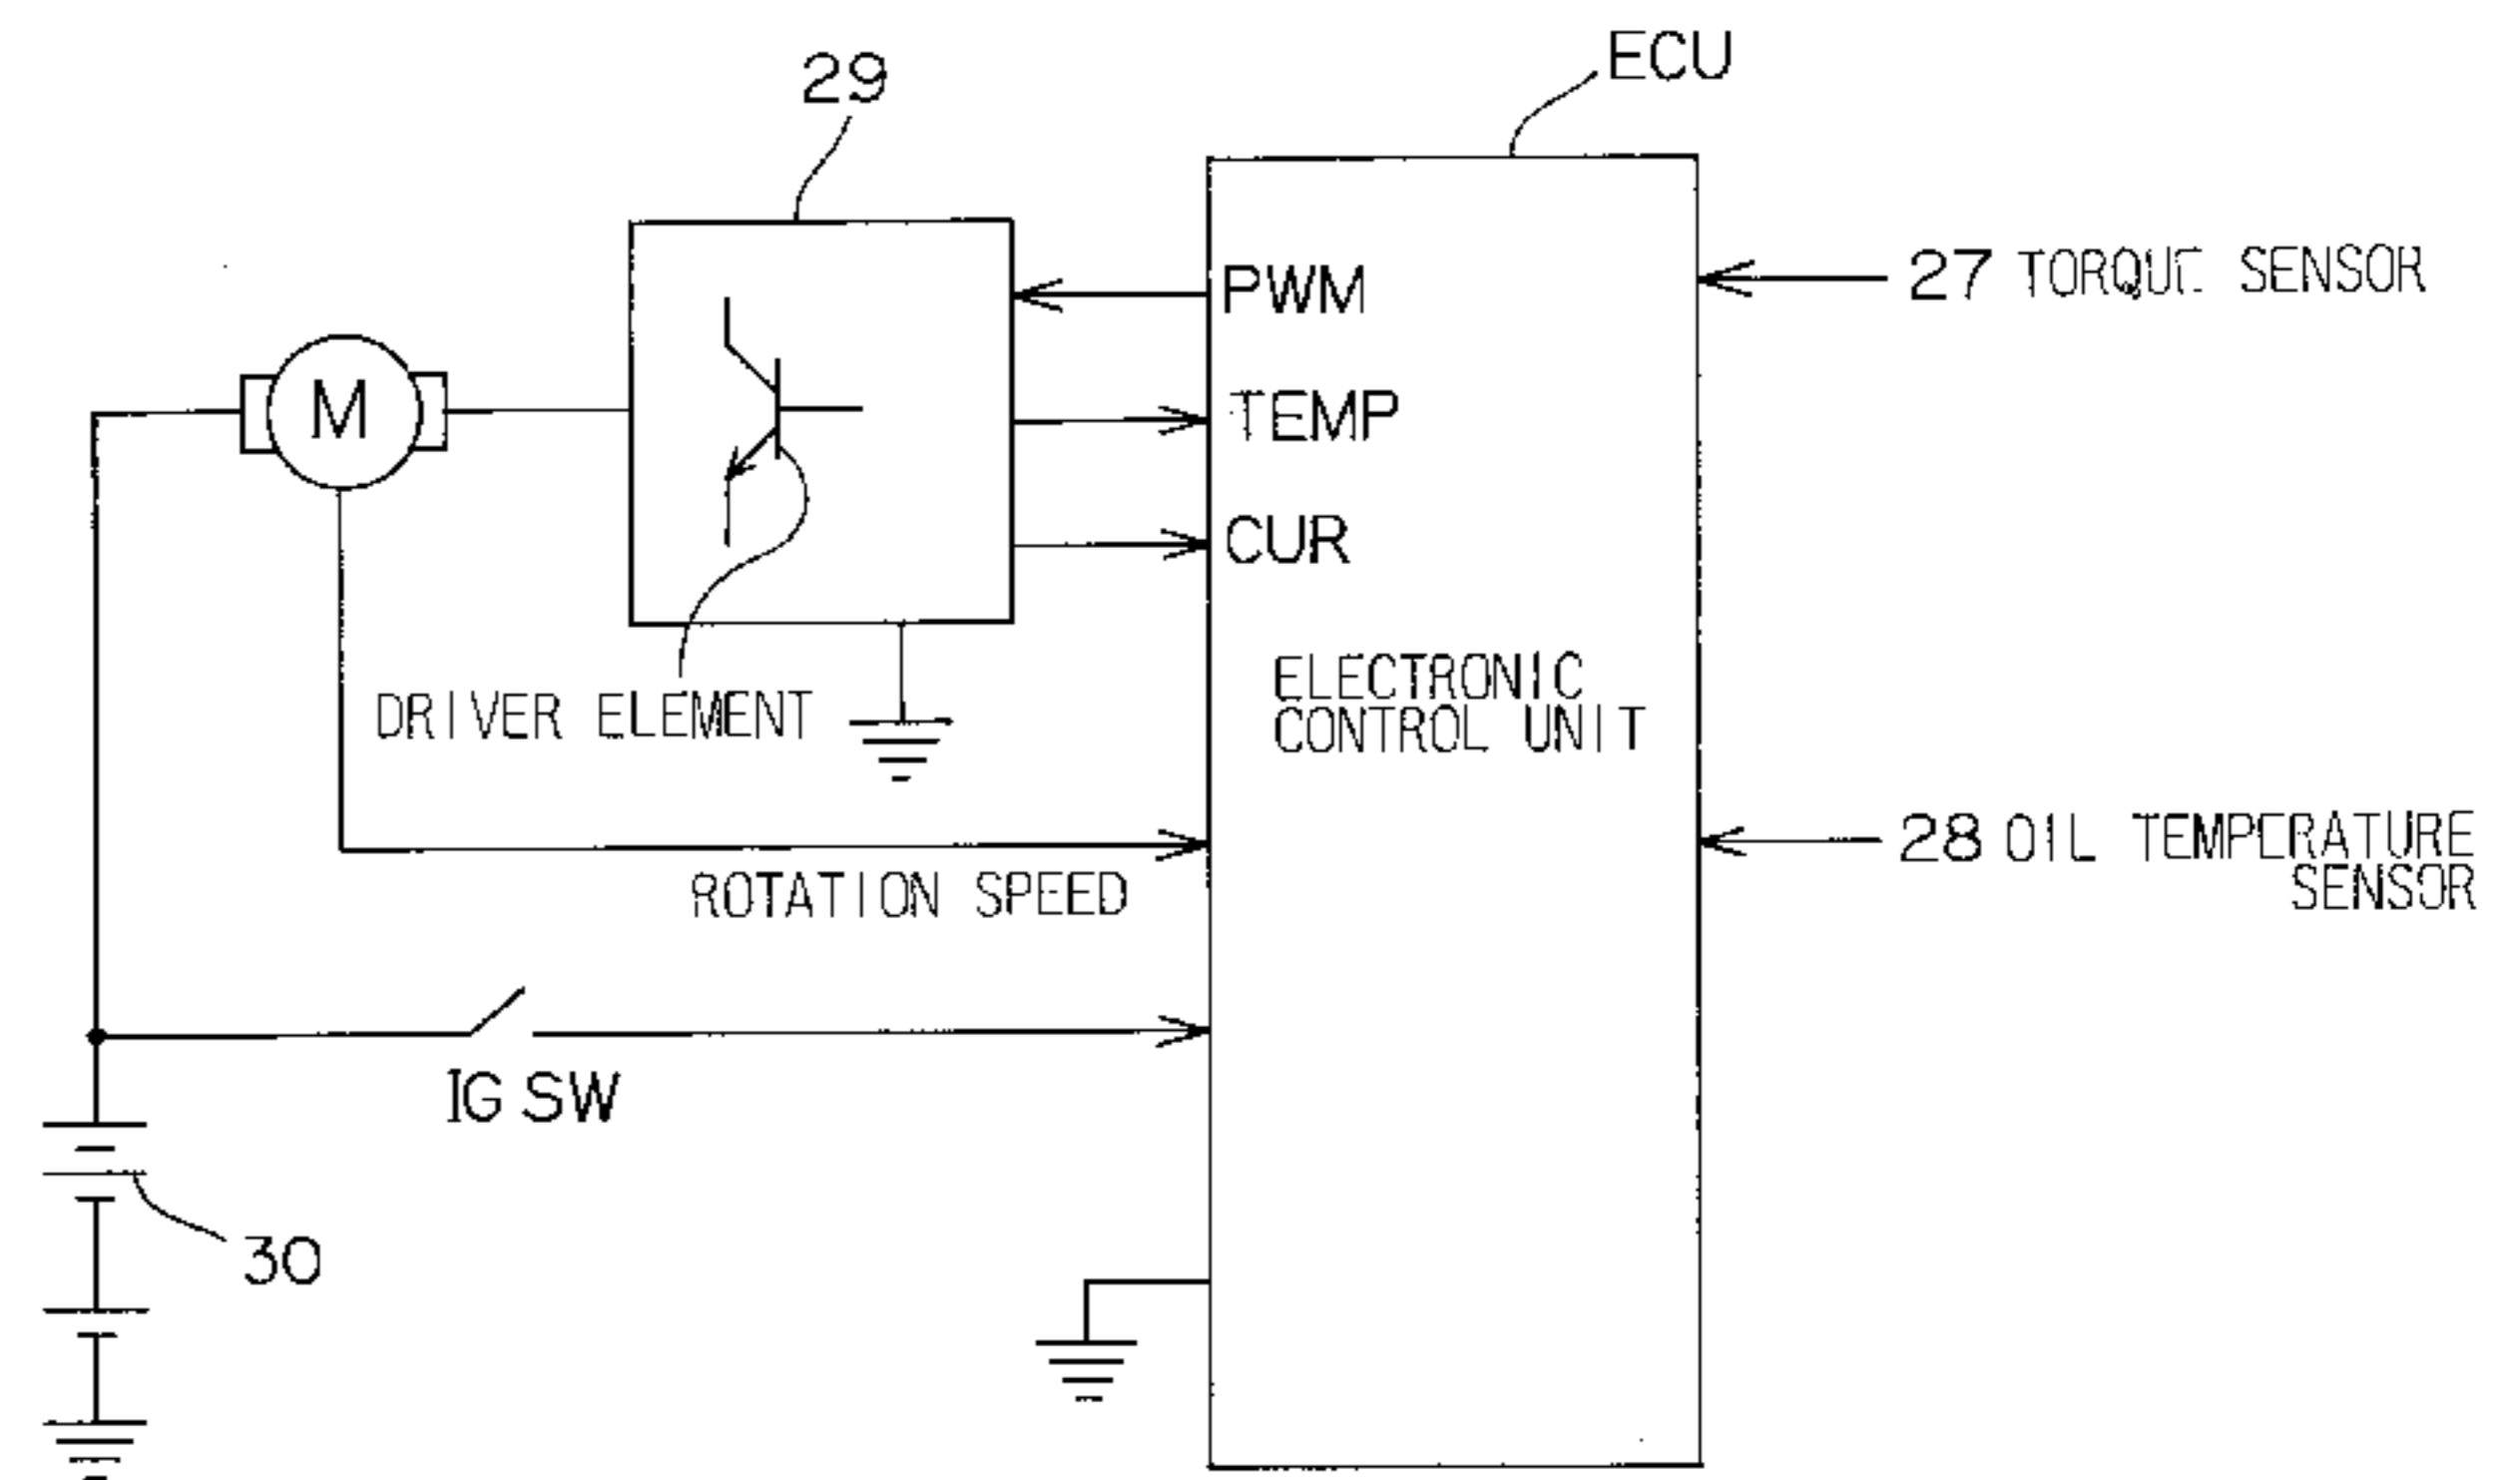 29
ECU
PWM
27 TORQUE SENSOR
M
TEMP
CUR
ELECTRONIC
CONTROL UNIT
DRIVER ELEMENT
28 OIL TEMPERATURE
SENSOR
ROTATION SPEED
IG SW
30